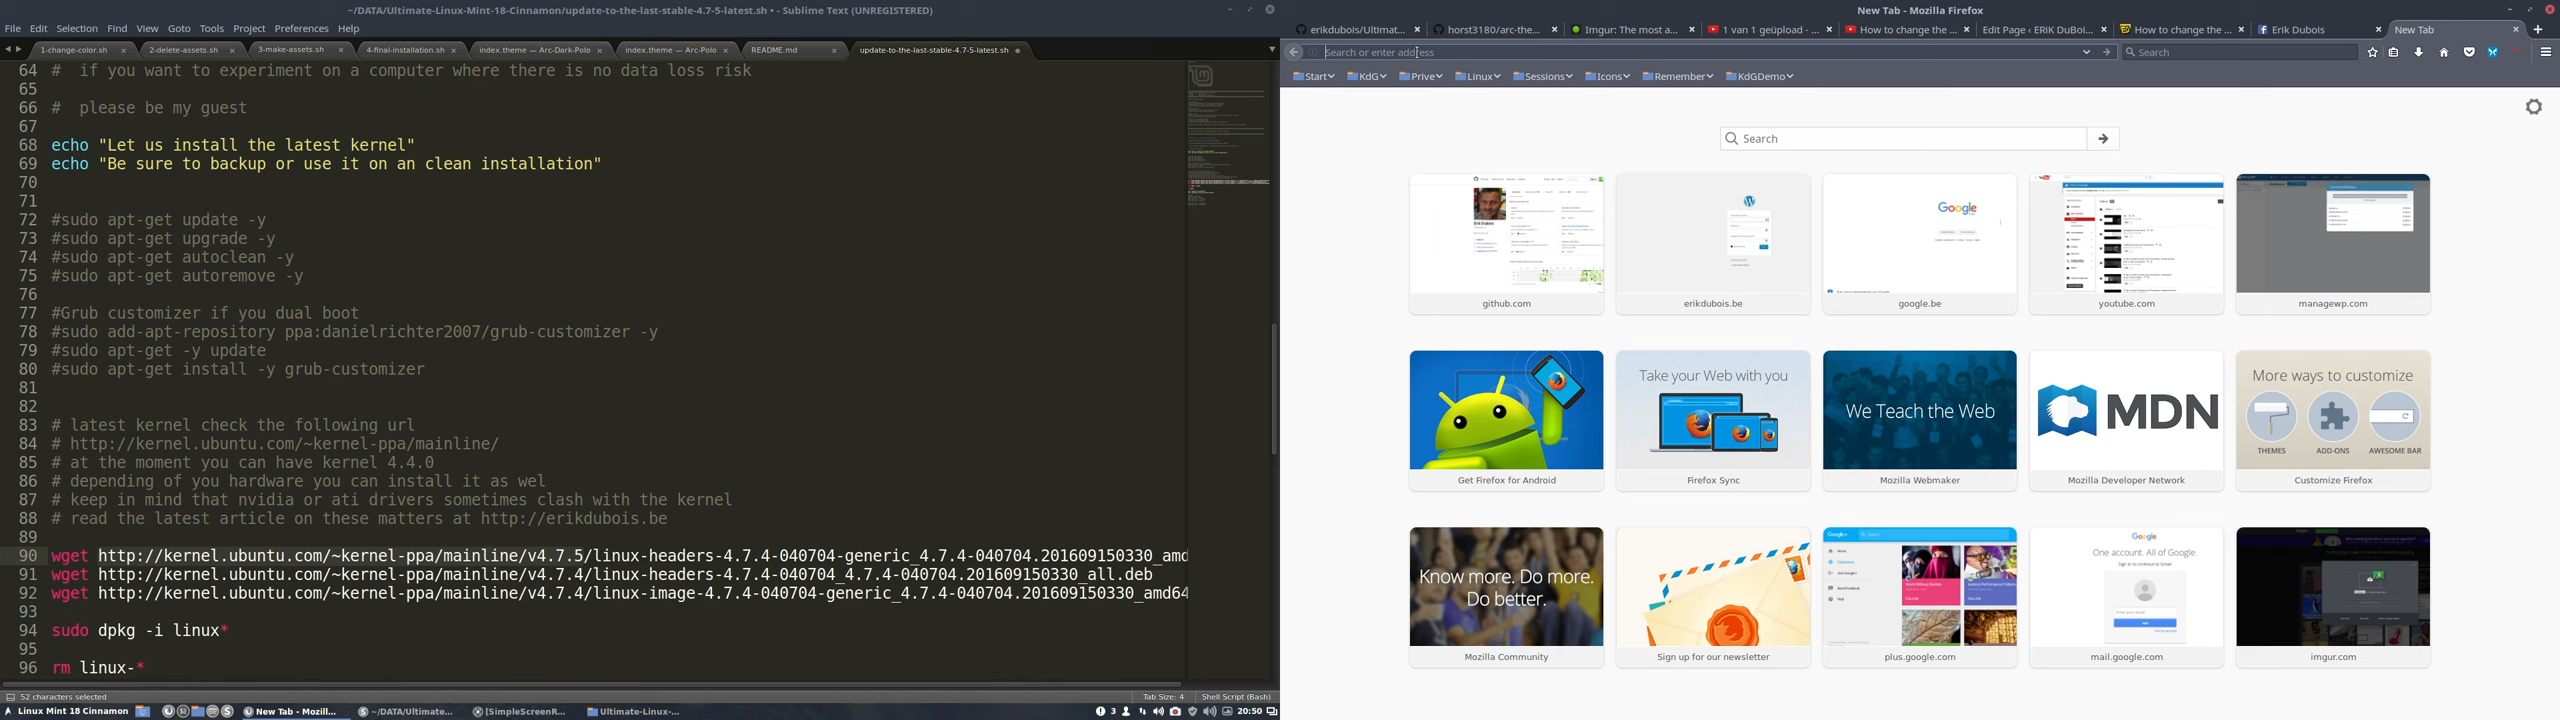 ~/DATA/Ultimate-Linux-Mint-18-Cinnamon/update-to-the-last-stable-4.7-5-latest.sh • - Sublime Text (UNREGISTERED)
File Edit Selection Find View Goto Tools Project Preferences Help
1-change-color.sh 2-delete-assets.sh 3-make-assets.sh 4-final-installation.sh index.theme — Arc-Dark-Polo index.theme — Arc-Polo README.md update-to-the-last-stable-4.7-5-latest.sh
64 # if you want to experiment on a computer where there is no data loss risk
65
66 # please be my guest
67
68 echo "Let us install the latest kernel"
69 echo "Be sure to backup or use it on an clean installation"
70
71
72 #sudo apt-get update -y
73 #sudo apt-get upgrade -y
74 #sudo apt-get autoclean -y
75 #sudo apt-get autoremove -y
76
77 #Grub customizer if you dual boot
78 #sudo add-apt-repository ppa:danielrichter2007/grub-customizer -y
79 #sudo apt-get -y update
80 #sudo apt-get install -y grub-customizer
81
82
83 # latest kernel check the following url
84 # http://kernel.ubuntu.com/~kernel-ppa/mainline/
85 # at the moment you can have kernel 4.4.0
86 # depending of you hardware you can install it as wel
87 # keep in mind that nvidia or ati drivers sometimes clash with the kernel
88 # read the latest article on these matters at http://erikdubois.be
89
90 wget http://kernel.ubuntu.com/~kernel-ppa/mainline/v4.7.5/linux-headers-4.7.4-040704-generic_4.7.4-040704.201609150330_amd
91 wget http://kernel.ubuntu.com/~kernel-ppa/mainline/v4.7.4/linux-headers-4.7.4-040704_4.7.4-040704.201609150330_all.deb
92 wget http://kernel.ubuntu.com/~kernel-ppa/mainline/v4.7.4/linux-image-4.7.4-040704-generic_4.7.4-040704.201609150330_amd64
93
94 sudo dpkg -i linux*
95
96 rm linux-*
52 characters selected Tab Size: 4 Shell Script (Bash)
Linux Mint 18 Cinnamon New Tab - Mozill... ~/DATA/Ultimate... [SimpleScreenR... Ultimate-Linux-... 3 20:50
New Tab - Mozilla Firefox
erikdubois/Ultimat... horst3180/arc-the... Imgur: The most a... 1 van 1 geüpload - ... How to change the ... Edit Page ‹ ERiK DuBoi... How to change the ... Erik Dubois New Tab
Search or enter address Search
Start KdG Prive Linux Sessions Icons Remember KdGDemo
Search
Google
github.com erikdubois.be google.be youtube.com managewp.com
Take your Web with you
We Teach the Web
MDN
More ways to customize
THEMES ADD-ONS AWESOME BAR
Get Firefox for Android Firefox Sync Mozilla Webmaker Mozilla Developer Network Customize Firefox
Know more. Do more.
Do better.
Google
One account. All of Google.
Sign in to continue to Gmail
Mozilla Community Sign up for our newsletter plus.google.com mail.google.com imgur.com